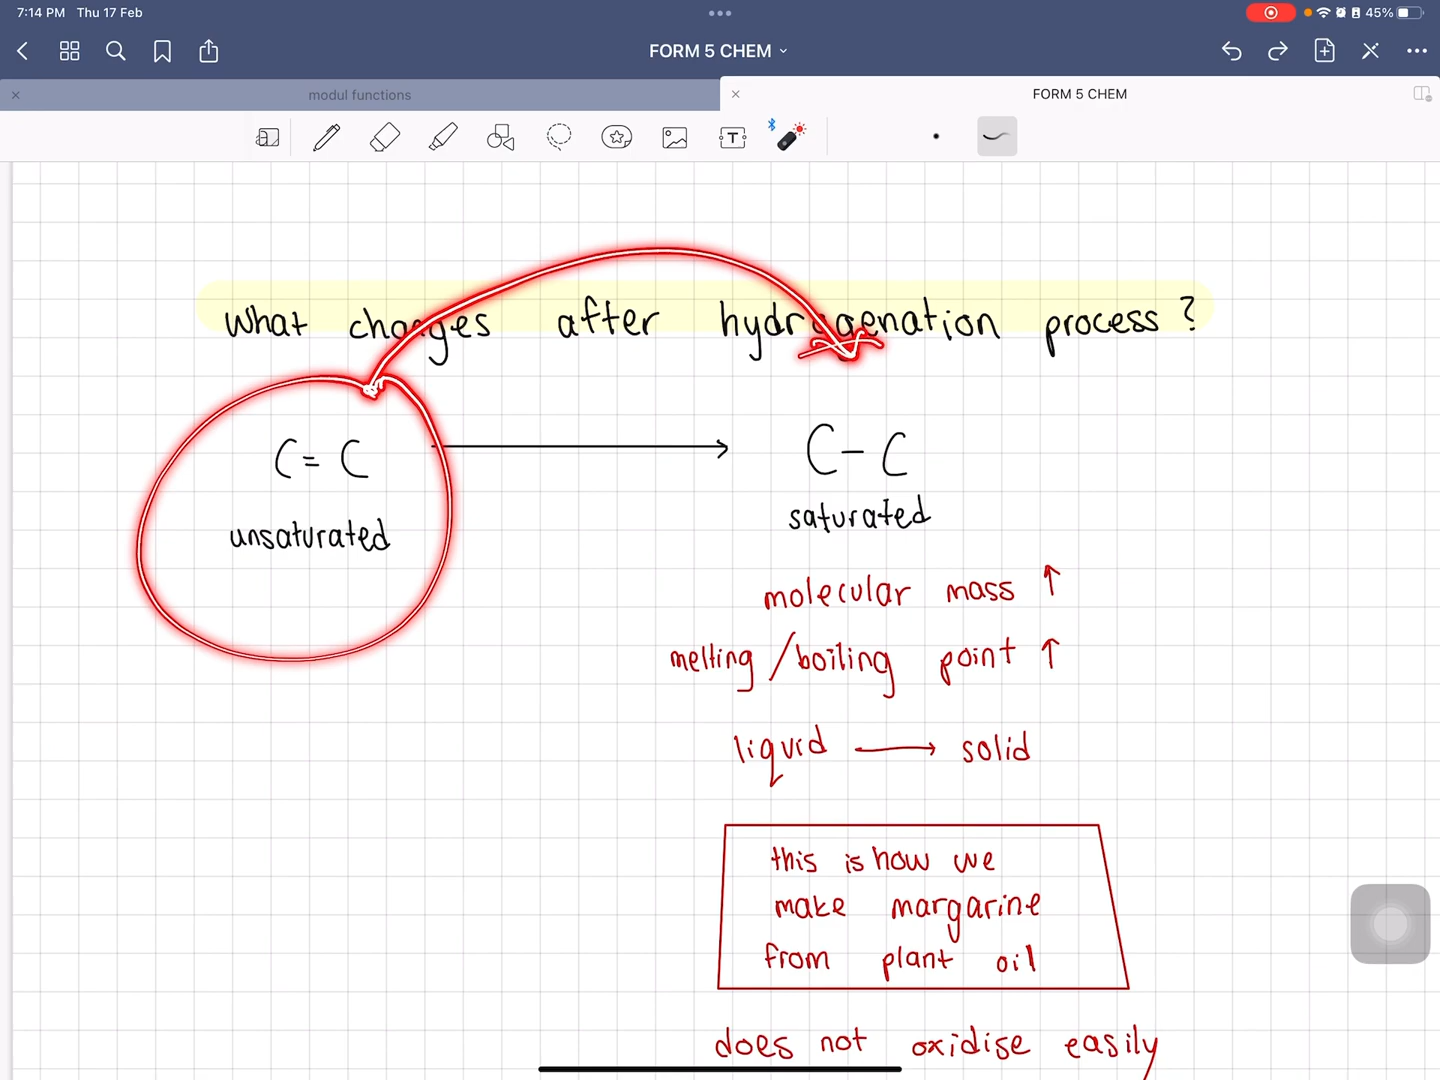 7:14 PM Thu 17 Feb
45%
FORM 5 CHEM
modul functions
FORM 5 CHEM
What changes after hydrogenation process?
C = C
C - C
unsaturated
saturated
molecular mass ↑
melting / boiling point ↑
liquid → solid
this is how we
make margarine
from plant oil
does not oxidise easily